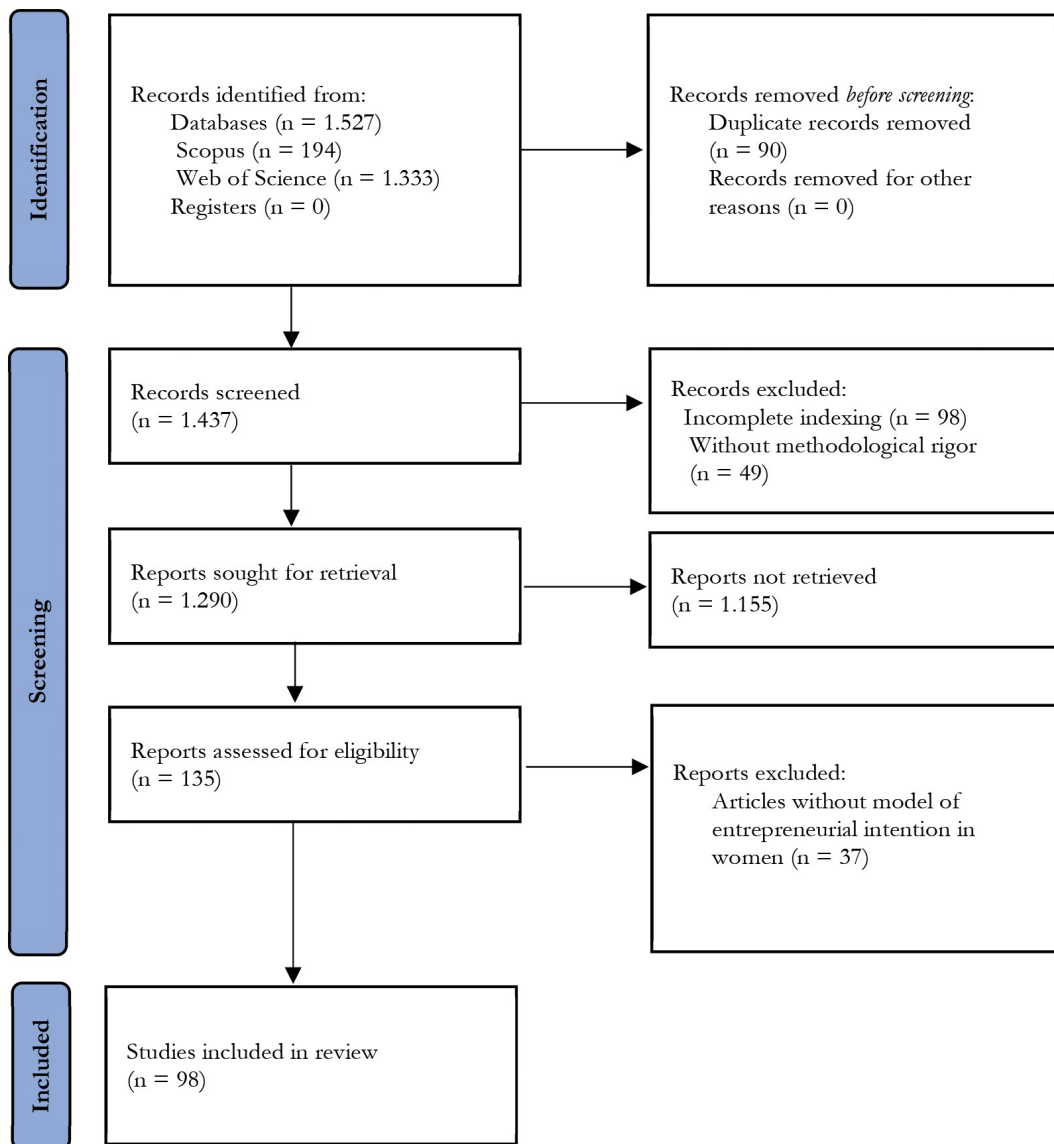 Identification
Records identified from:
Databases (n = 1.527)
Scopus (n = 194)
Web of Science (n = 1.333)
Registers (n = 0)
Records removed before screening:
Duplicate records removed
(n = 90)
Records removed for other
reasons (n = 0)
Screening
Records screened
(n = 1.437)
Records excluded:
Incomplete indexing (n = 98)
Without methodological rigor
(n = 49)
Reports sought for retrieval
(n = 1.290)
Reports not retrieved
(n = 1.155)
Reports assessed for eligibility
(n = 135)
Reports excluded:
Articles without model of
entrepreneurial intention in
women (n = 37)
Included
Studies included in review
(n = 98)